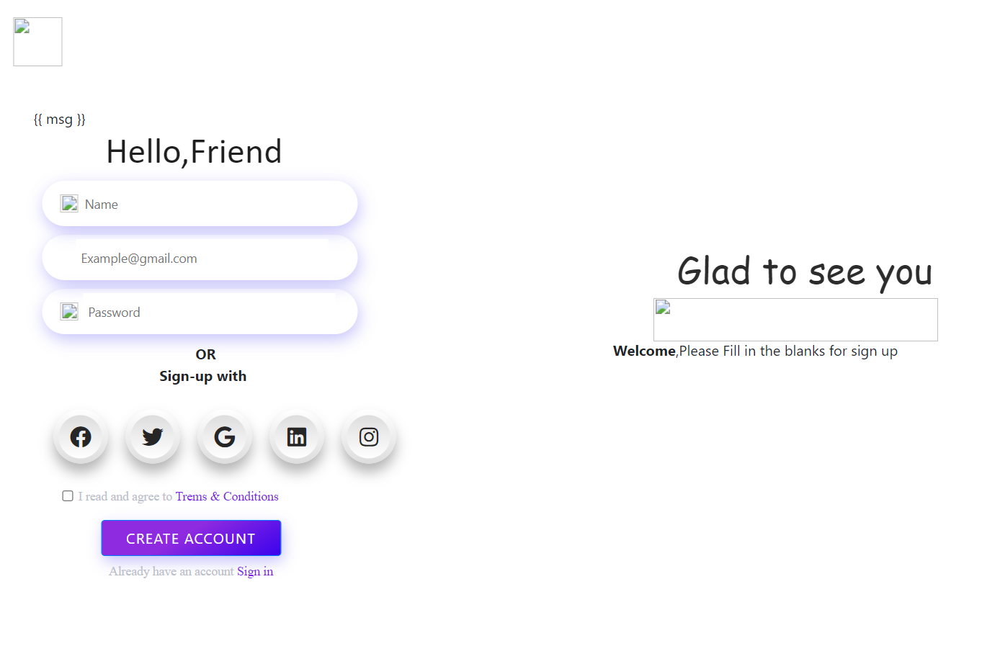 {{ msg }}
Hello,Friend
Name
Example@gmail.com
Password
OR
Sign-up with
I read and agree to Trems & Conditions
CREATE ACCOUNT
Already have an account Sign in
Glad to see you
Welcome,Please Fill in the blanks for sign up